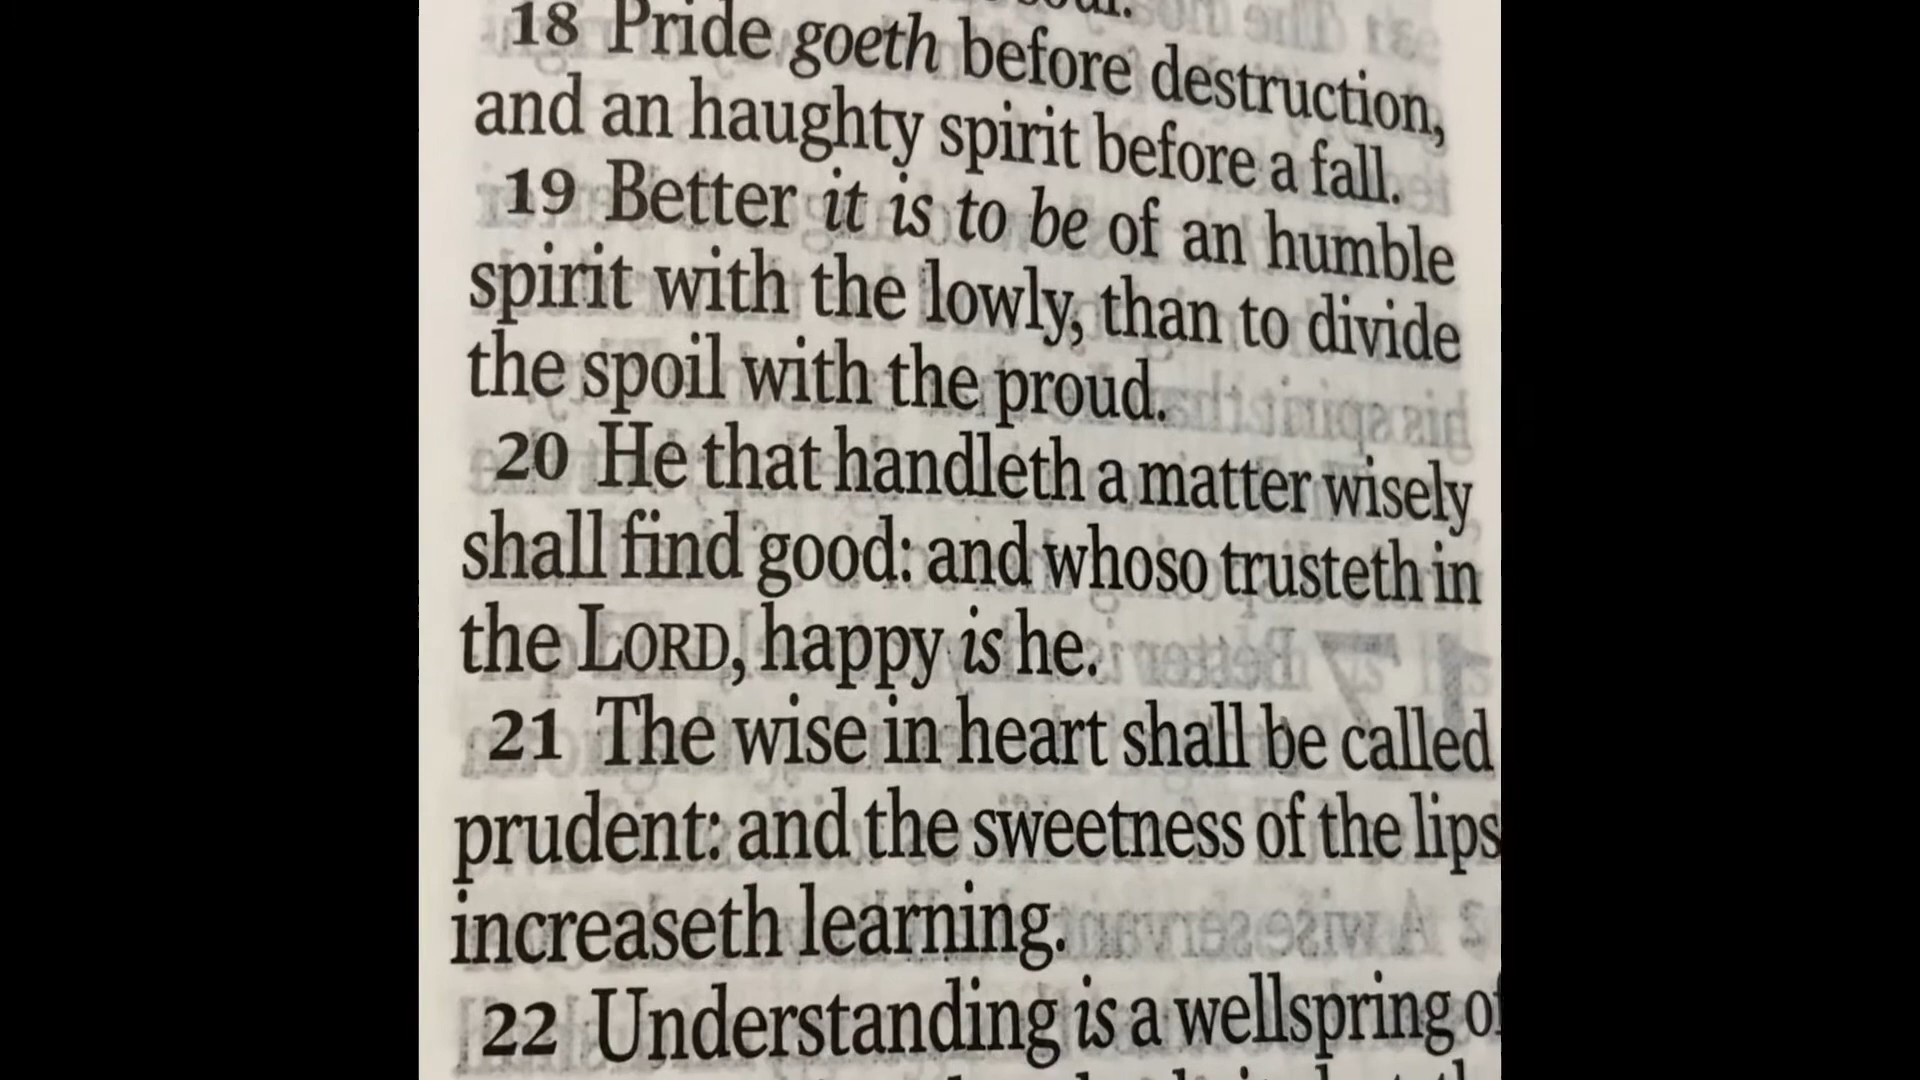 18 Pride goeth before destruction,
and an haughty spirit before a fall.
19 Better it is to be of an humble
spirit with the lowly, than to divide
the spoil with the proud.
20 He that handleth a matter wisely
shall find good: and whoso trusteth in
the LORD, happy is he.
21 The wise in heart shall be called
prudent: and the sweetness of the lips
increaseth learning.
22 Understanding is a wellspring of